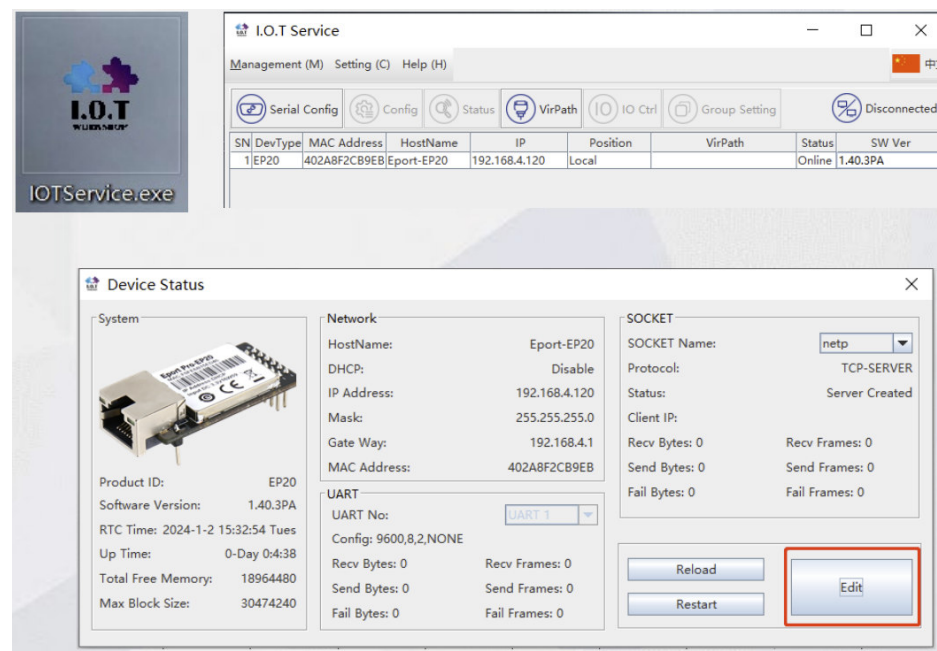 I.O.T
WORKSHOP
IOTService.exe
I.O.T Service
Management (M) Setting (C) Help (H) 中
Serial Config Config Status VirPath IO IO Ctrl Group Setting Disconnected
SN DevType MAC Address HostName IP Position VirPath Status SW Ver
1 EP20 402A8F2CB9EB Eport-EP20 192.168.4.120 Local Online 1.40.3PA
Device Status
System
Eport Pro-EP20
CE
Product ID: EP20
Software Version: 1.40.3PA
RTC Time: 2024-1-2 15:32:54 Tues
Up Time: 0-Day 0:4:38
Total Free Memory: 18964480
Max Block Size: 30474240
Network
HostName: Eport-EP20
DHCP: Disable
IP Address: 192.168.4.120
Mask: 255.255.255.0
Gate Way: 192.168.4.1
MAC Address: 402A8F2CB9EB
UART
UART No: UART 1
Config: 9600,8,2,NONE
Recv Bytes: 0 Recv Frames: 0
Send Bytes: 0 Send Frames: 0
Fail Bytes: 0 Fail Frames: 0
SOCKET
SOCKET Name: netp
Protocol: TCP-SERVER
Status: Server Created
Client IP:
Recv Bytes: 0 Recv Frames: 0
Send Bytes: 0 Send Frames: 0
Fail Bytes: 0 Fail Frames: 0
Reload
Restart
Edit